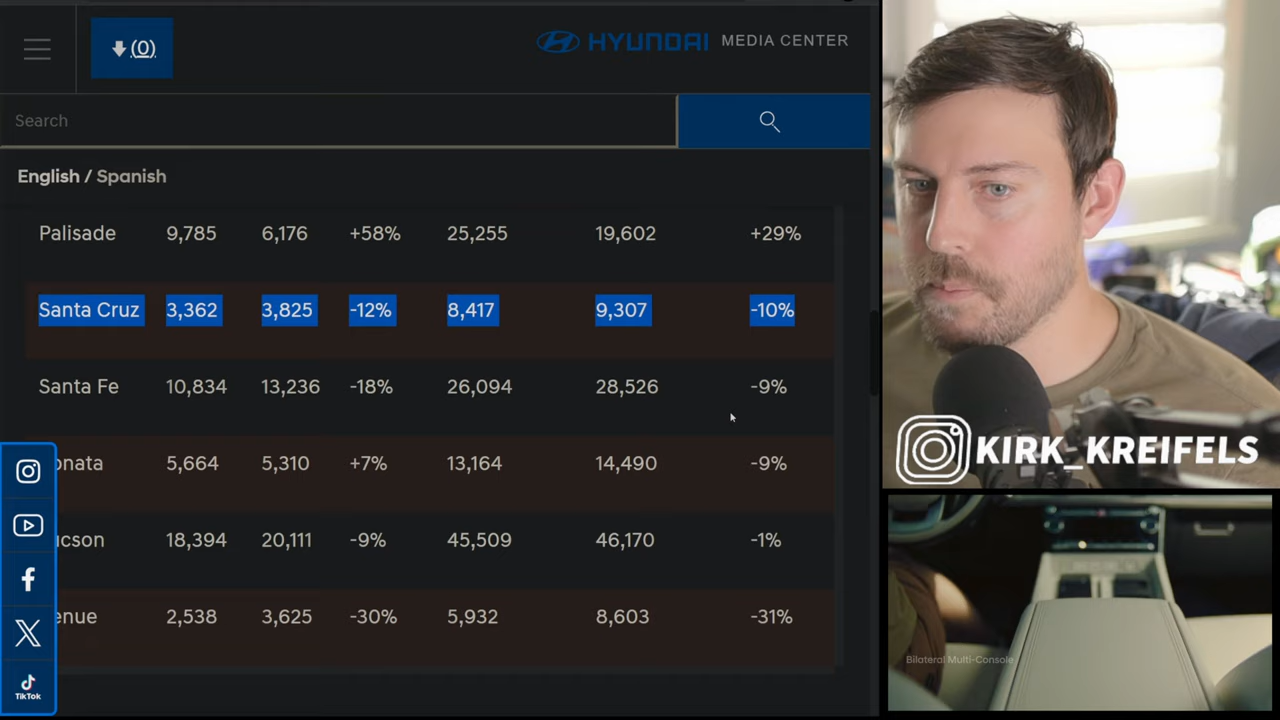 (0)
HYUNDAI MEDIA CENTER
Search
English / Spanish
Palisade 9,785 6,176 +58% 25,255 19,602 +29%
Santa Cruz 3,362 3,825 -12% 8,417 9,307 -10%
Santa Fe 10,834 13,236 -18% 26,094 28,526 -9%
onata 5,664 5,310 +7% 13,164 14,490 -9%
ucson 18,394 20,111 -9% 45,509 46,170 -1%
enue 2,538 3,625 -30% 5,932 8,603 -31%
TikTok
KIRK_KREIFELS
Bilateral Multi-Console